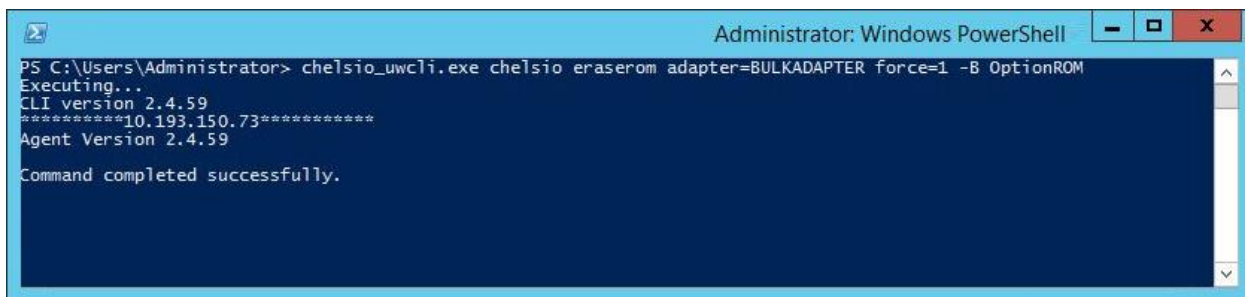 Administrator: Windows PowerShell
PS C:\Users\Administrator> chelsio_uwcli.exe chelsio eraserom adapter=BULKADAPTER force=1 -B OptionROM
Executing...
CLI version 2.4.59
**********10.193.150.73***********
Agent Version 2.4.59
Command completed successfully.